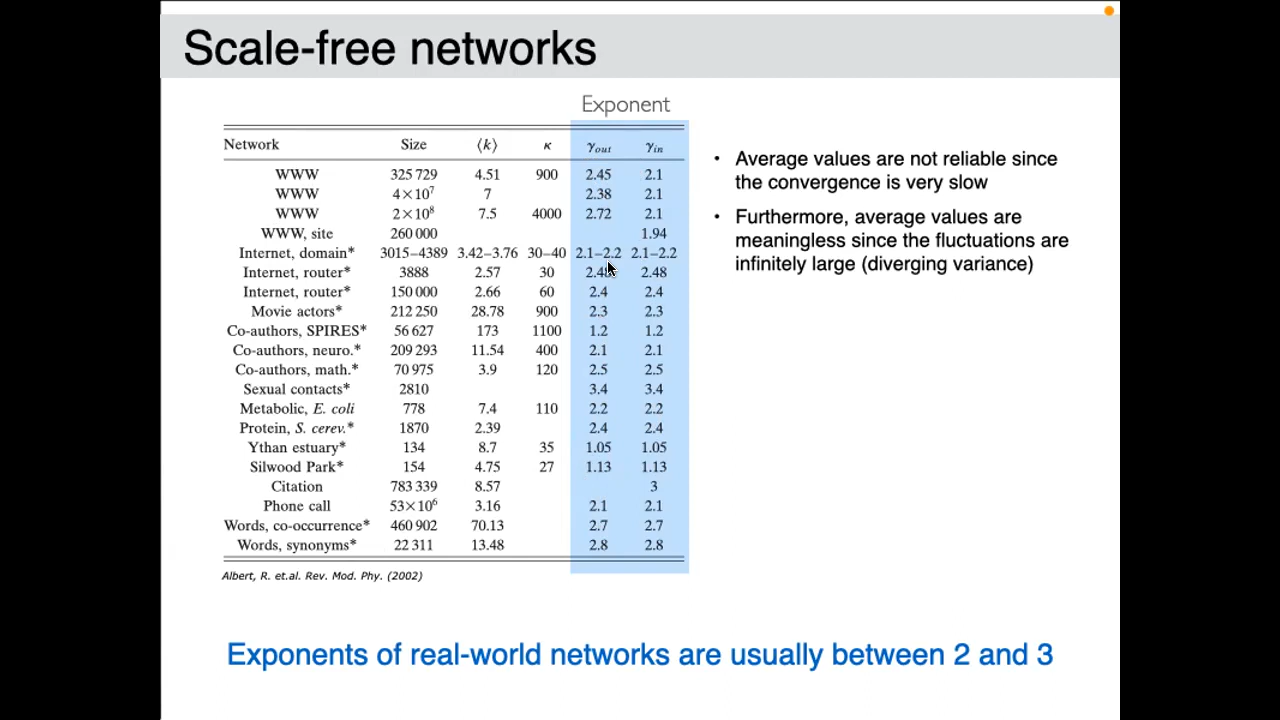 Scale-free networks
Exponent
Network Size ⟨k⟩ κ γout γin
WWW 325 729 4.51 900 2.45 2.1
WWW 4×10⁷ 7 2.38 2.1
WWW 2×10⁸ 7.5 4000 2.72 2.1
WWW, site 260 000 1.94
Internet, domain* 3015–4389 3.42–3.76 30–40 2.1–2.2 2.1–2.2
Internet, router* 3888 2.57 30 2.48 2.48
Internet, router* 150 000 2.66 60 2.4 2.4
Movie actors* 212 250 28.78 900 2.3 2.3
Co-authors, SPIRES* 56 627 173 1100 1.2 1.2
Co-authors, neuro.* 209 293 11.54 400 2.1 2.1
Co-authors, math.* 70 975 3.9 120 2.5 2.5
Sexual contacts* 2810 3.4 3.4
Metabolic, E. coli 778 7.4 110 2.2 2.2
Protein, S. cerev.* 1870 2.39 2.4 2.4
Ythan estuary* 134 8.7 35 1.05 1.05
Silwood Park* 154 4.75 27 1.13 1.13
Citation 783 339 8.57 3
Phone call 53×10⁶ 3.16 2.1 2.1
Words, co-occurrence* 460 902 70.13 2.7 2.7
Words, synonyms* 22 311 13.48 2.8 2.8
Albert, R. et.al. Rev. Mod. Phy. (2002)
• Average values are not reliable since
the convergence is very slow
• Furthermore, average values are
meaningless since the fluctuations are
infinitely large (diverging variance)
Exponents of real-world networks are usually between 2 and 3